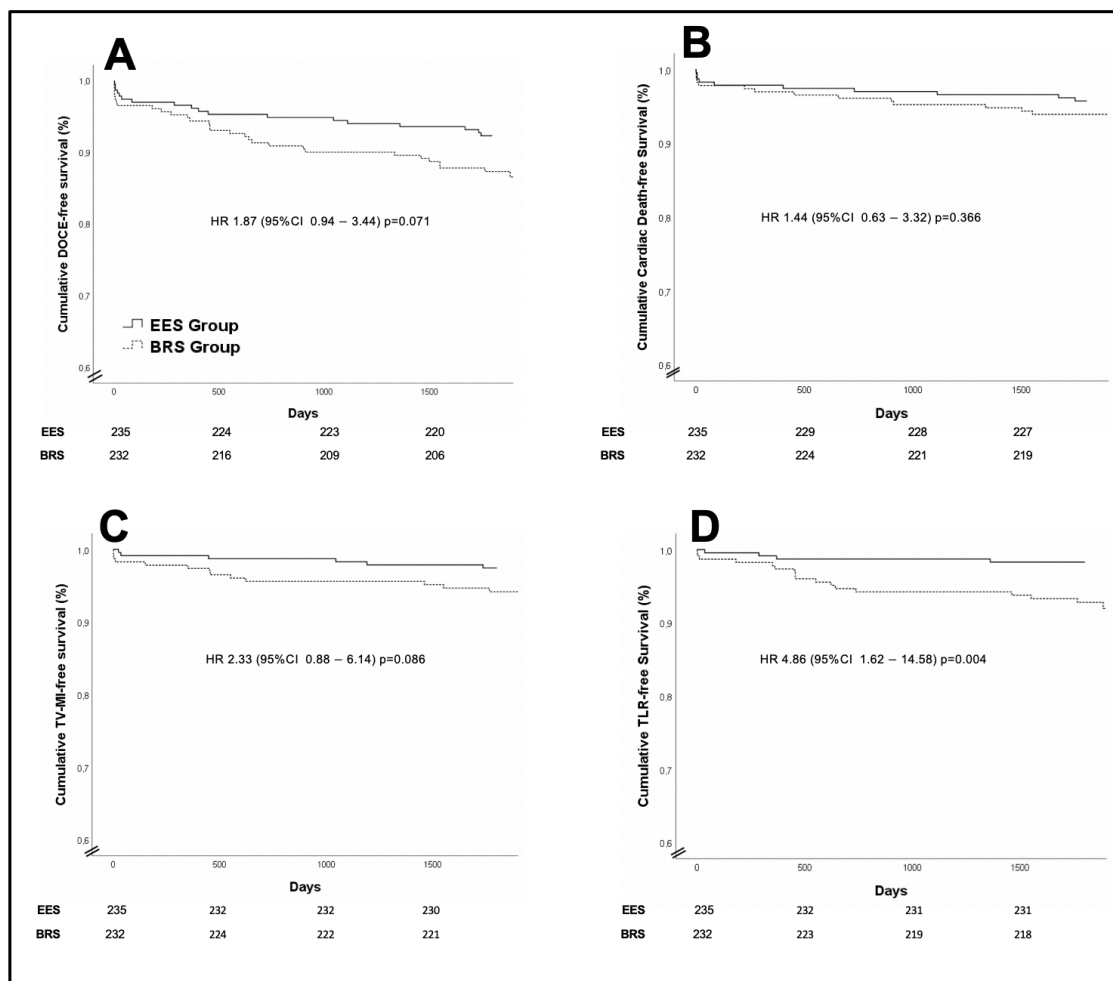 A
Cumulative DOCE-free survival (%)
1,0
0,9
0,8
0,7
0,6
HR 1.87 (95%CI 0.94 – 3.44) p=0.071
EES Group
BRS Group
0 500 1000 1500
Days
EES 235 224 223 220
BRS 232 216 209 206
B
Cumulative Cardiac Death-free Survival (%)
1,0
0,9
0,8
0,7
0,6
HR 1.44 (95%CI 0.63 – 3.32) p=0.366
0 500 1000 1500
Days
EES 235 229 228 227
BRS 232 224 221 219
C
Cumulative TV-MI-free survival (%)
1,0
0,9
0,8
0,7
0,6
HR 2.33 (95%CI 0.88 – 6.14) p=0.086
0 500 1000 1500
Days
EES 235 232 232 230
BRS 232 224 222 221
D
Cumulative TLR-free Survival (%)
1,0
0,9
0,8
0,7
0,6
HR 4.86 (95%CI 1.62 – 14.58) p=0.004
0 500 1000 1500
Days
EES 235 232 231 231
BRS 232 223 219 218